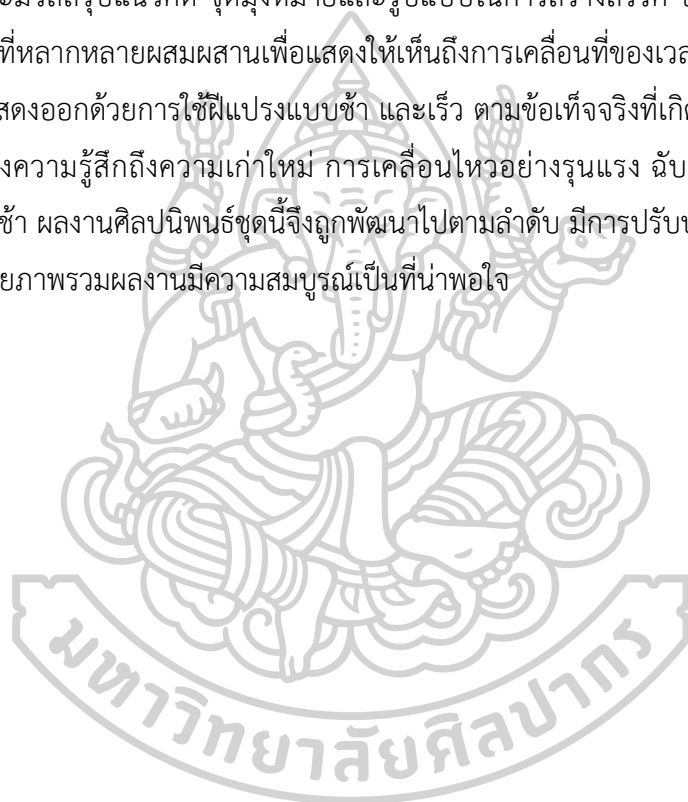 ที่หลากหลายผสมผสานเพื่อแสดงให้เห็นถึงการเคลื่อนที่ของเวล
สดงออกด้วยการใช้ฝีแปรงแบบช้า และเร็ว ตามข้อเท็จจริงที่เกิด
งความรู้สึกถึงความเก่าใหม่ การเคลื่อนไหวอย่างรุนแรง ฉับ
ช้า ผลงานศิลปนิพนธ์ชุดนี้จึงถูกพัฒนาไปตามลำดับ มีการปรับป
ยภาพรวมผลงานมีความสมบูรณ์เป็นที่น่าพอใจ
มหาวิทยาลัยศิลปากร